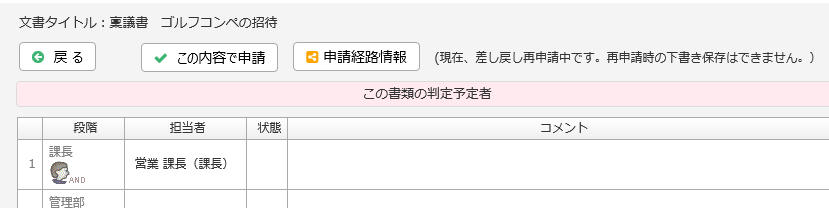 文書タイトル：稟議書　ゴルフコンペの招待
戻 る
この内容で申請
申請経路情報
(現在、差し戻し再申請中です。再申請時の下書き保存はできません。)
この書類の判定予定者
段階 担当者 状態 コメント
1 課長 営業 課長（課長）
AND
管理部